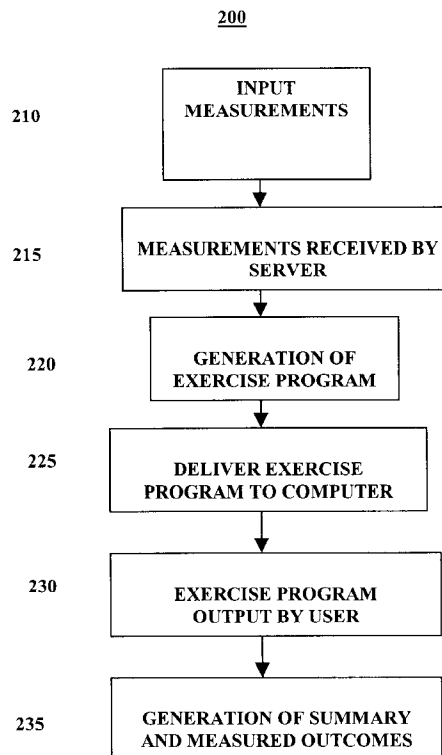 200
210
INPUT
MEASUREMENTS
215
MEASUREMENTS RECEIVED BY
SERVER
220
GENERATION OF
EXERCISE PROGRAM
225
DELIVER EXERCISE
PROGRAM TO COMPUTER
230
EXERCISE PROGRAM
OUTPUT BY USER
235
GENERATION OF SUMMARY
AND MEASURED OUTCOMES